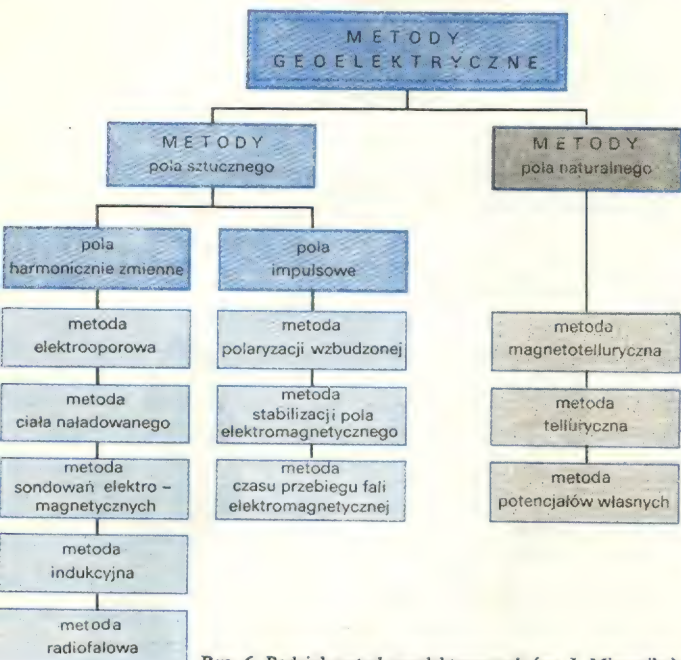 METODY
GEOELEKTRYCZNE
METODY
pola sztucznego
METODY
pola naturalnego
pola
harmonicznie zmienne
pola
impulsowe
metoda
elektrooporowa
metoda
ciała naładowanego
metoda
sondowań elektro –
magnetycznych
metoda
indukcyjna
metoda
radiofalowa
metoda
polaryzacji wzbudzonej
metoda
stabilizacji pola
elektromagnetycznego
metoda
czasu przebiegu fali
elektromagnetycznej
metoda
magnetotelluryczna
metoda
telluryczna
metoda
potencjałów własnych